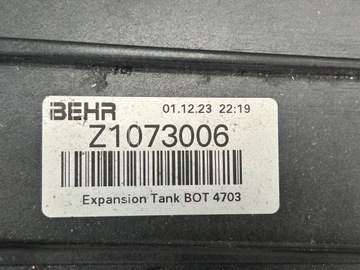 BEHR 01.12.23 22:19
Z1073006
Expansion Tank BOT 4703